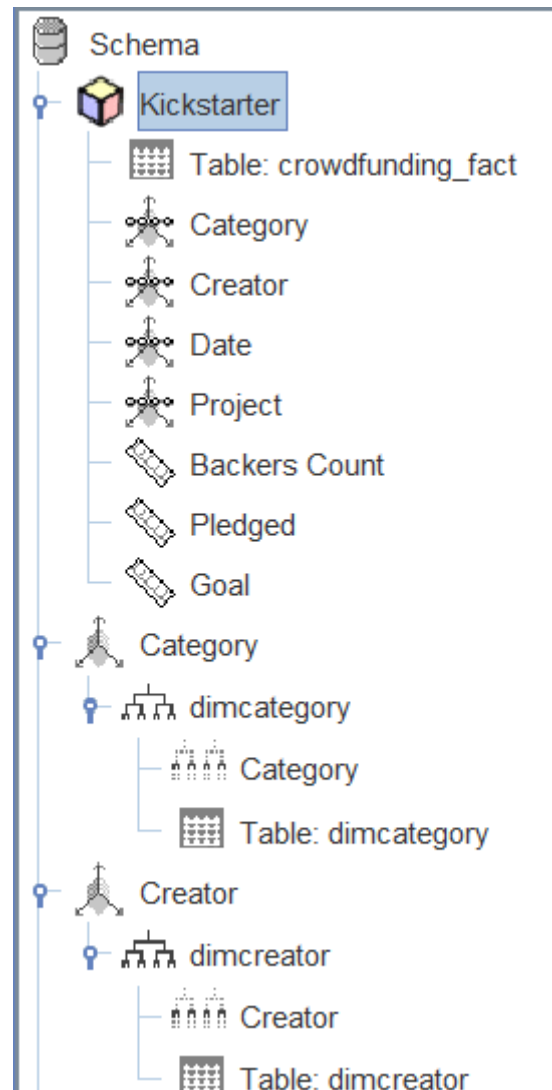 Schema
Kickstarter
Table: crowdfunding_fact
Category
Creator
Date
Project
Backers Count
Pledged
Goal
Category
dimcategory
Category
Table: dimcategory
Creator
dimcreator
Creator
Table: dimcreator